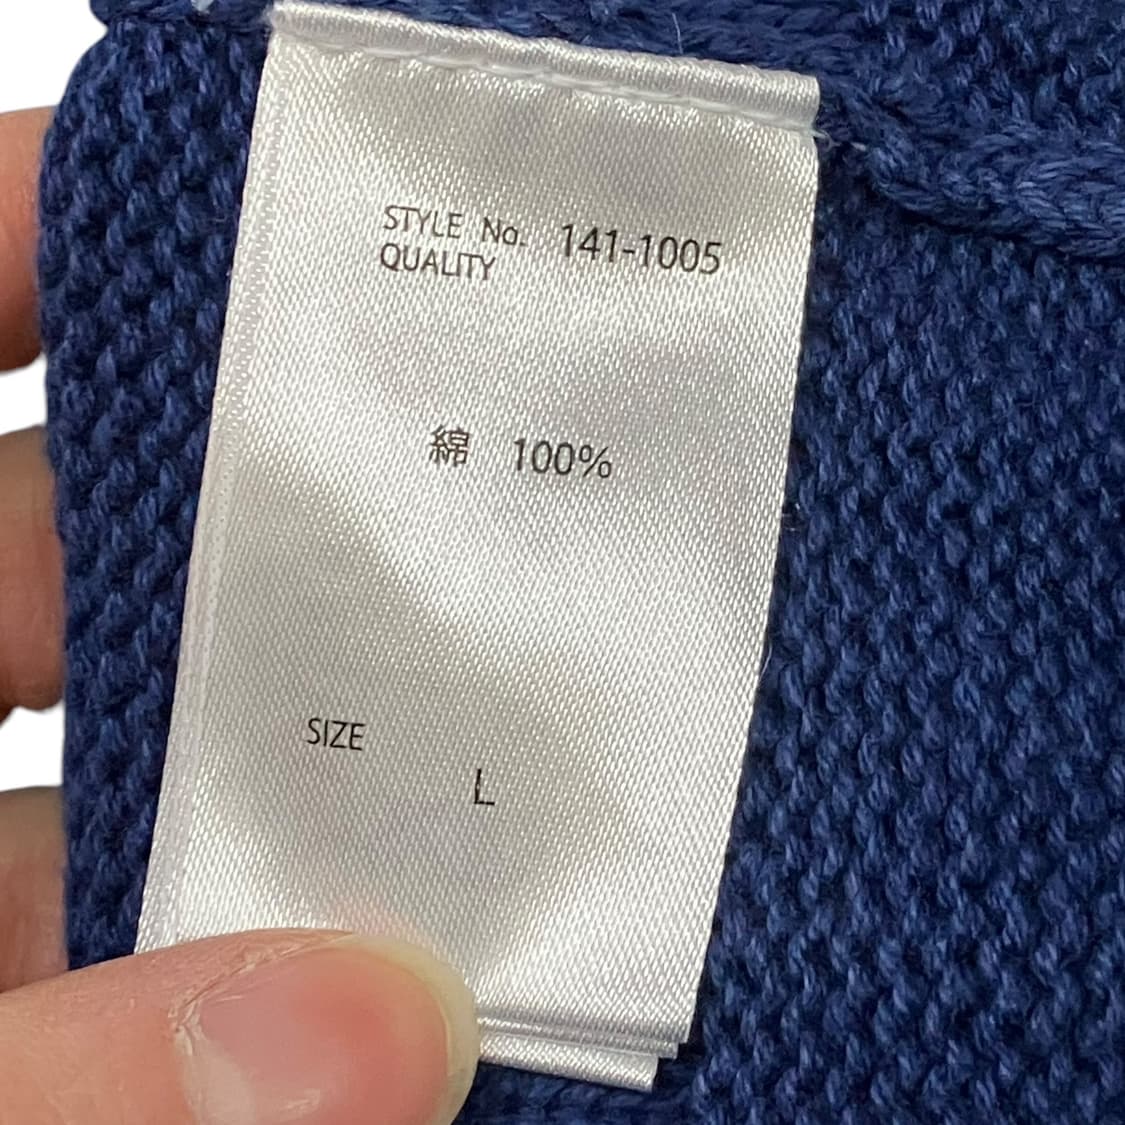 STYLE No. 141-1005
QUALITY
綿 100%
SIZE
L